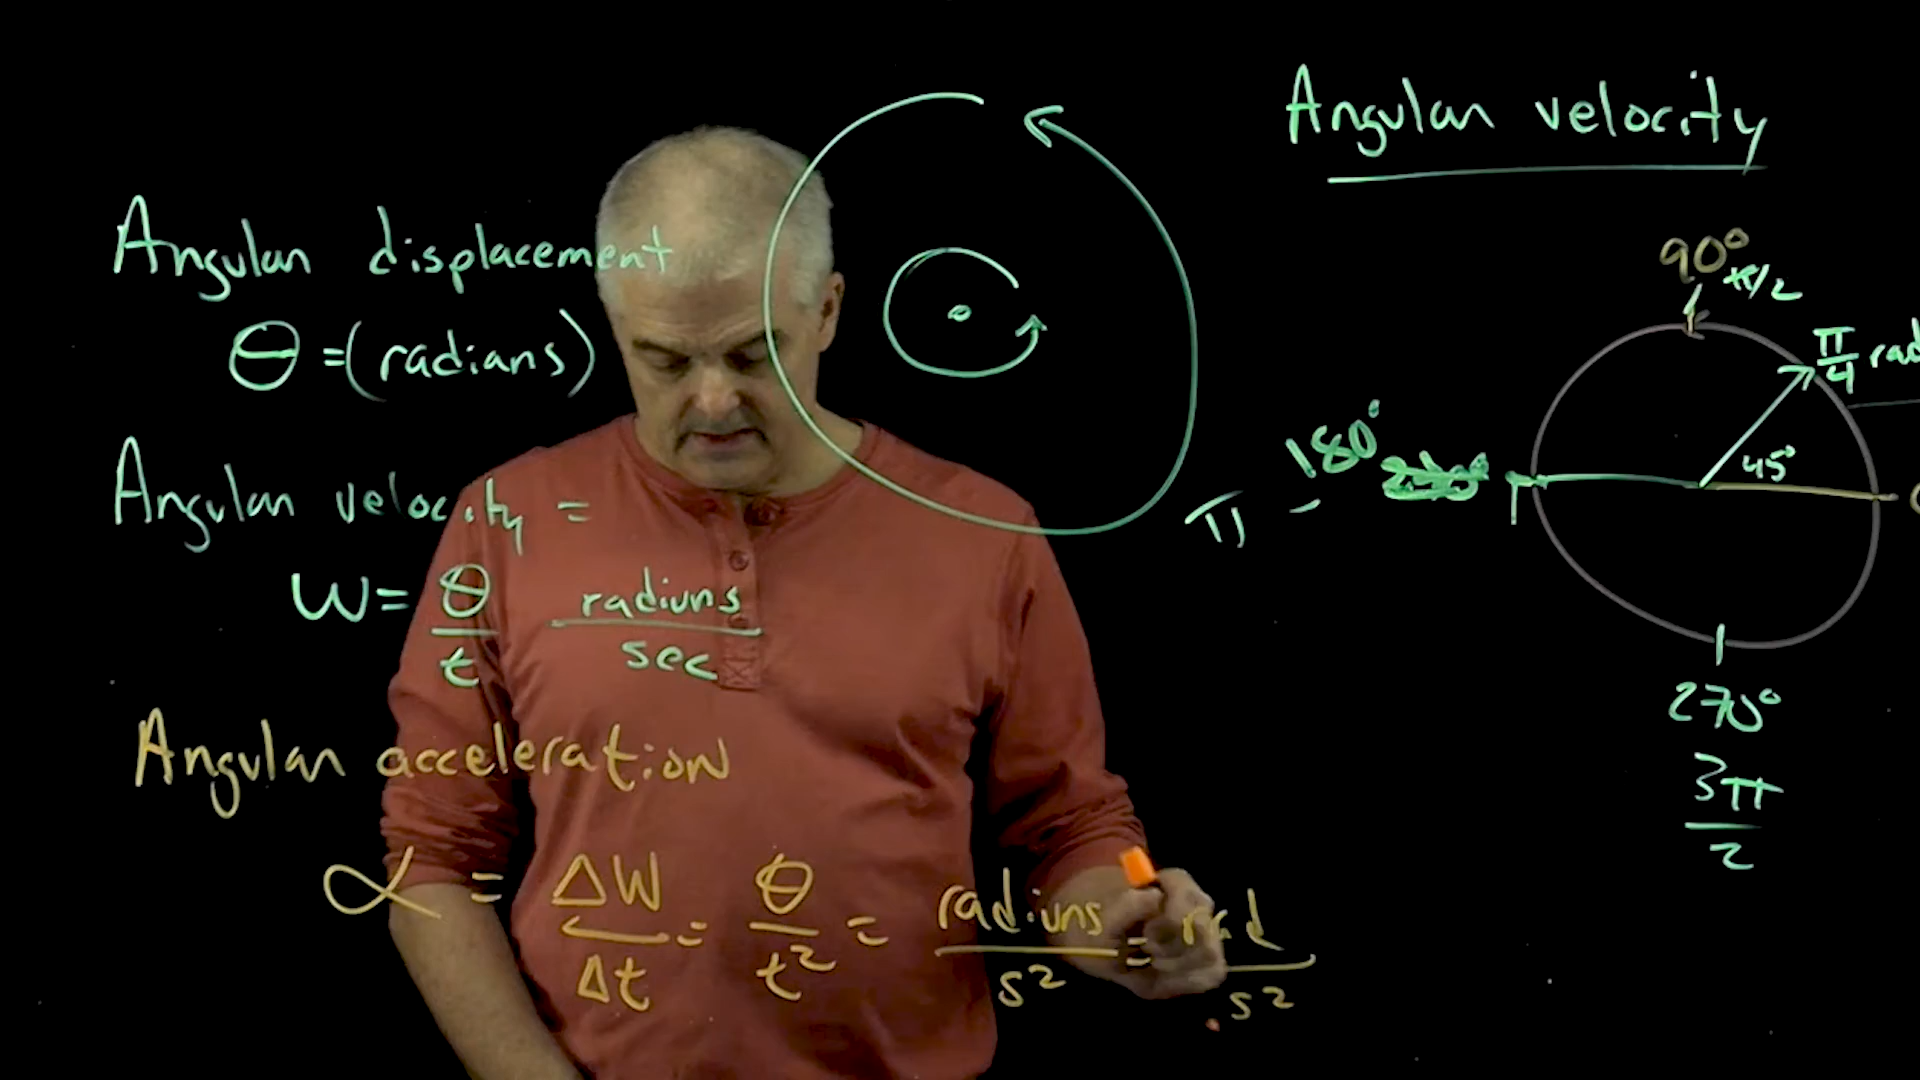 Angular velocity
Angular displacement
θ = (radians)
Angular velocity =
W = θ/t radians/sec
Angular acceleration
α = ΔW/Δt = θ/t² = radians/s² = rad/s²
90° π/2
π/4 rad
45°
180°
π -
270°
3π/2